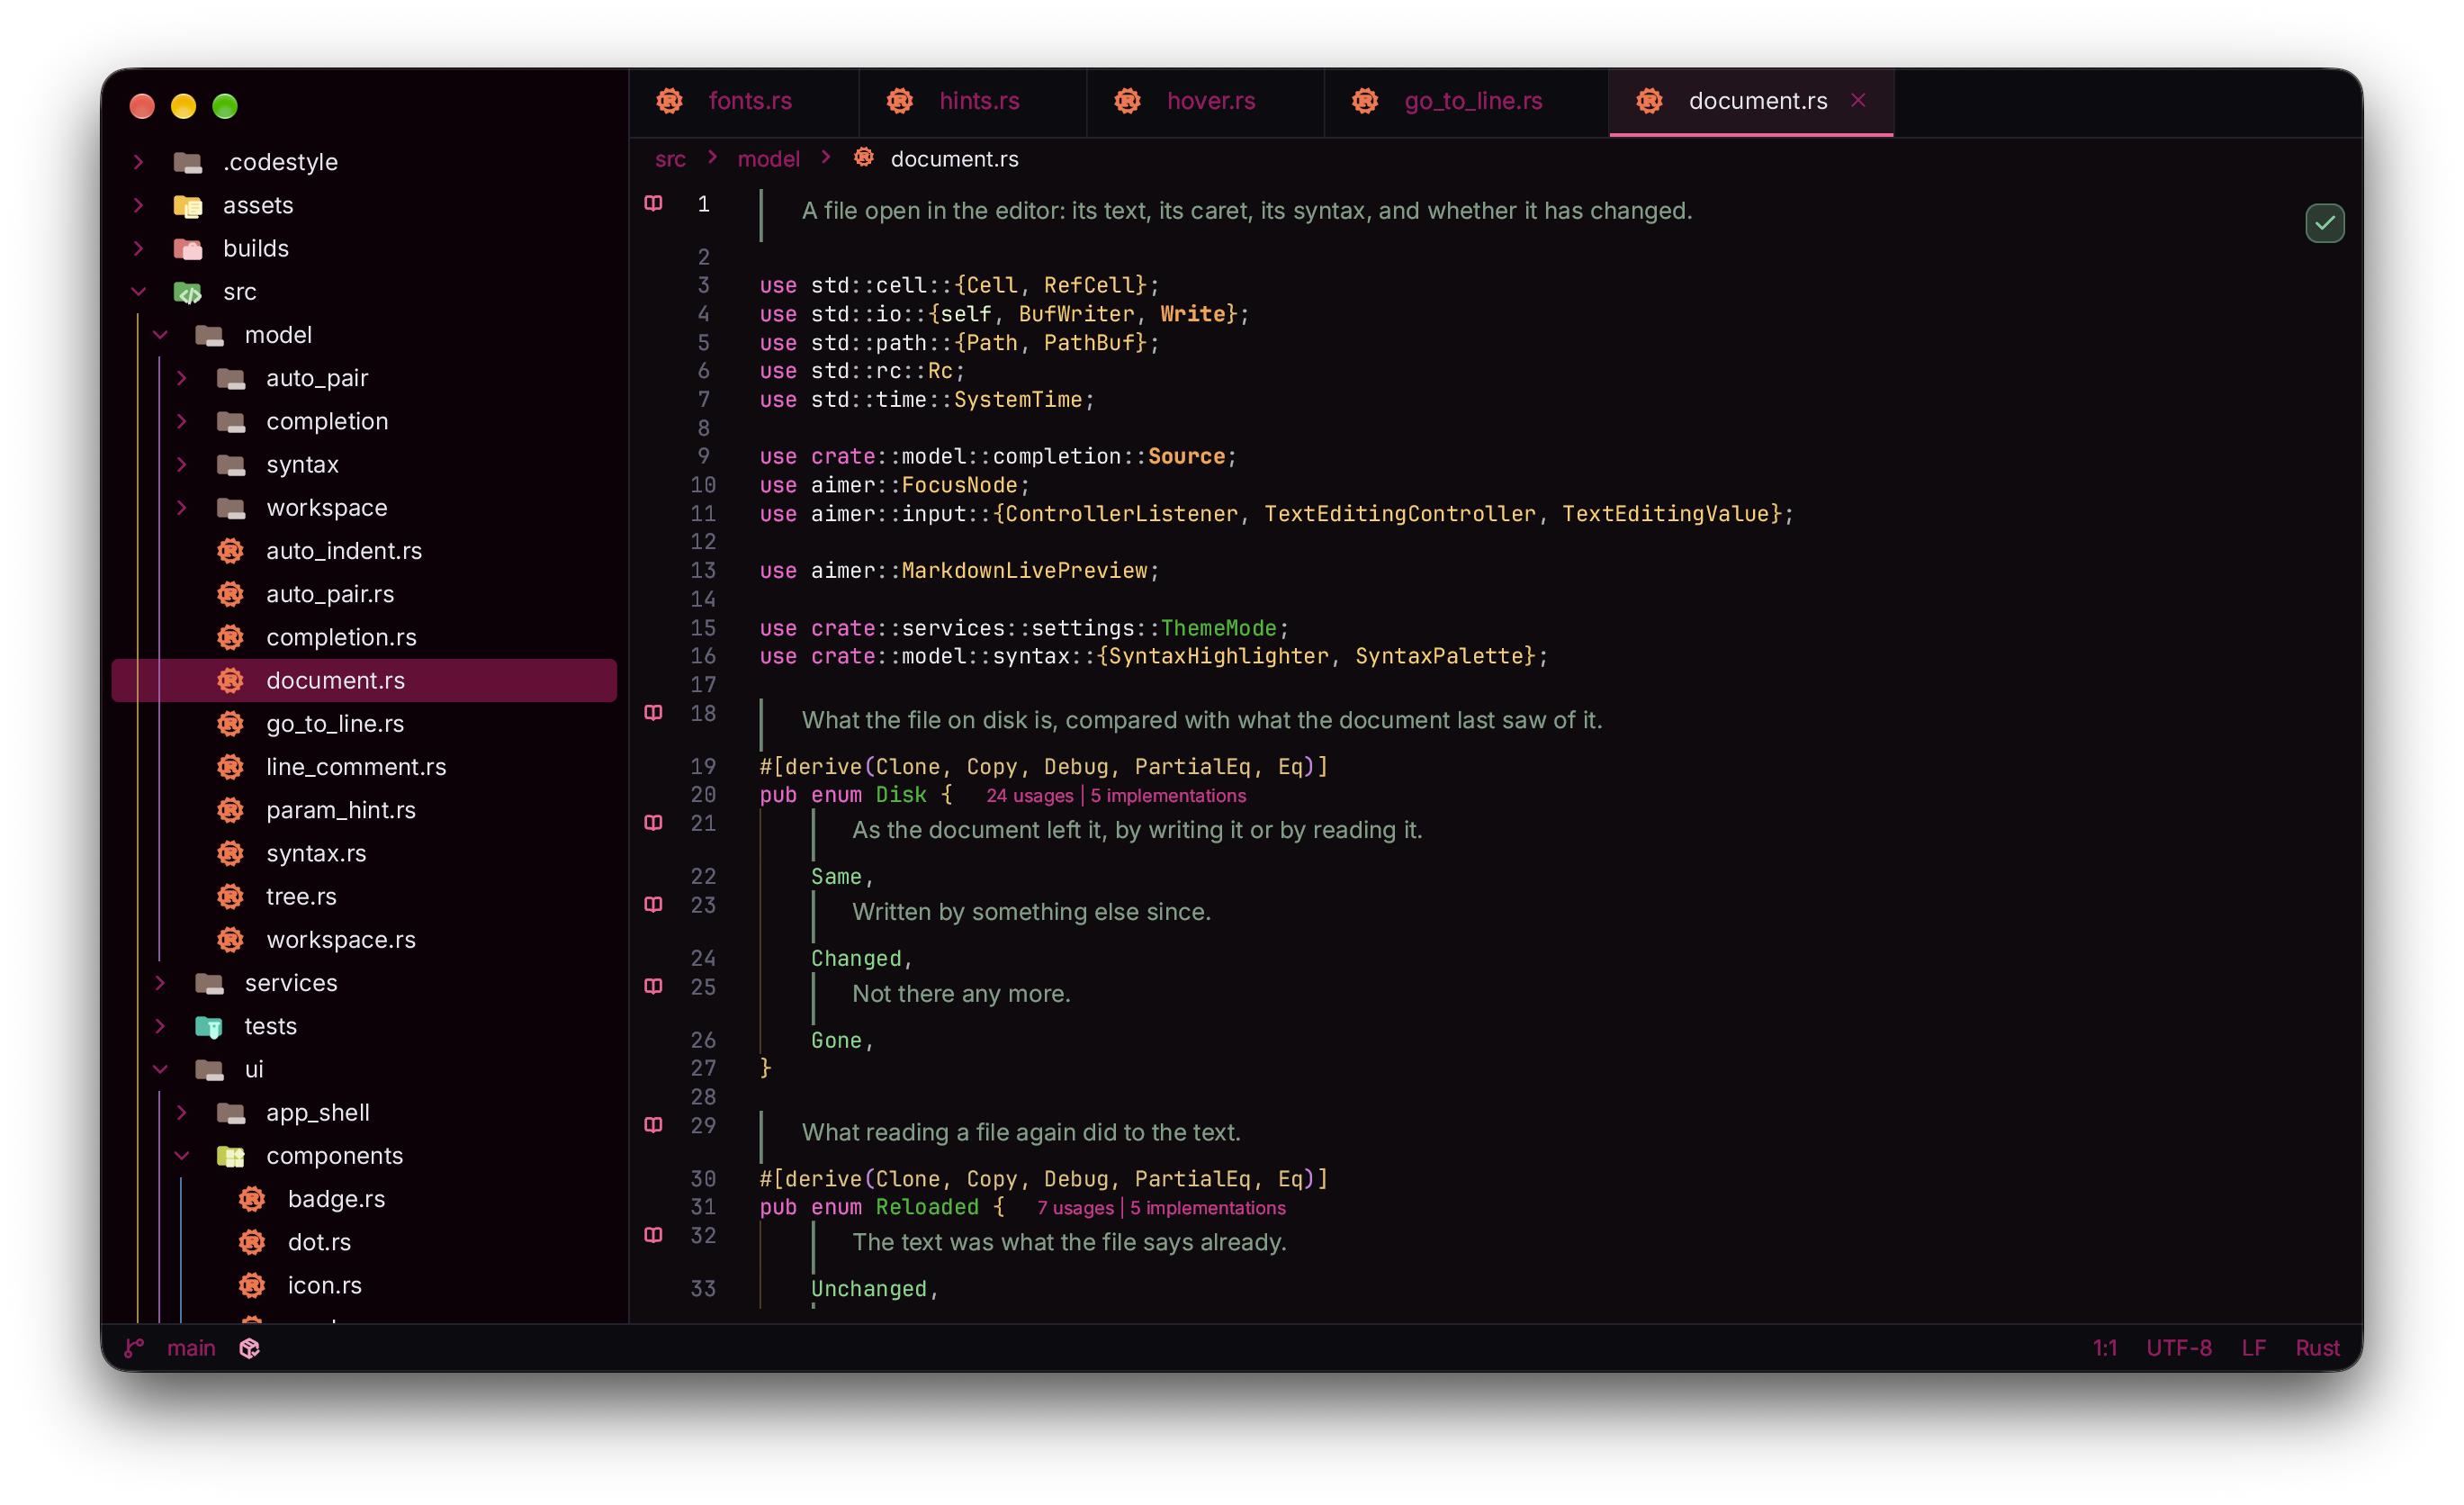 fonts.rs
hints.rs
hover.rs
go_to_line.rs
document.rs
.codestyle
assets
builds
src
model
auto_pair
completion
syntax
workspace
auto_indent.rs
auto_pair.rs
completion.rs
document.rs
go_to_line.rs
line_comment.rs
param_hint.rs
syntax.rs
tree.rs
workspace.rs
services
tests
ui
app_shell
components
badge.rs
dot.rs
icon.rs
src > model > document.rs
1 A file open in the editor: its text, its caret, its syntax, and whether it has changed.
2
3 use std::cell::{Cell, RefCell};
4 use std::io::{self, BufWriter, Write};
5 use std::path::{Path, PathBuf};
6 use std::rc::Rc;
7 use std::time::SystemTime;
8
9 use crate::model::completion::Source;
10 use aimer::FocusNode;
11 use aimer::input::{ControllerListener, TextEditingController, TextEditingValue};
12
13 use aimer::MarkdownLivePreview;
14
15 use crate::services::settings::ThemeMode;
16 use crate::model::syntax::{SyntaxHighlighter, SyntaxPalette};
17
18 What the file on disk is, compared with what the document last saw of it.
19 #[derive(Clone, Copy, Debug, PartialEq, Eq)]
20 pub enum Disk { 24 usages | 5 implementations
21 As the document left it, by writing it or by reading it.
22 Same,
23 Written by something else since.
24 Changed,
25 Not there any more.
26 Gone,
27 }
28
29 What reading a file again did to the text.
30 #[derive(Clone, Copy, Debug, PartialEq, Eq)]
31 pub enum Reloaded { 7 usages | 5 implementations
32 The text was what the file says already.
33 Unchanged,
main
1:1 UTF-8 LF Rust